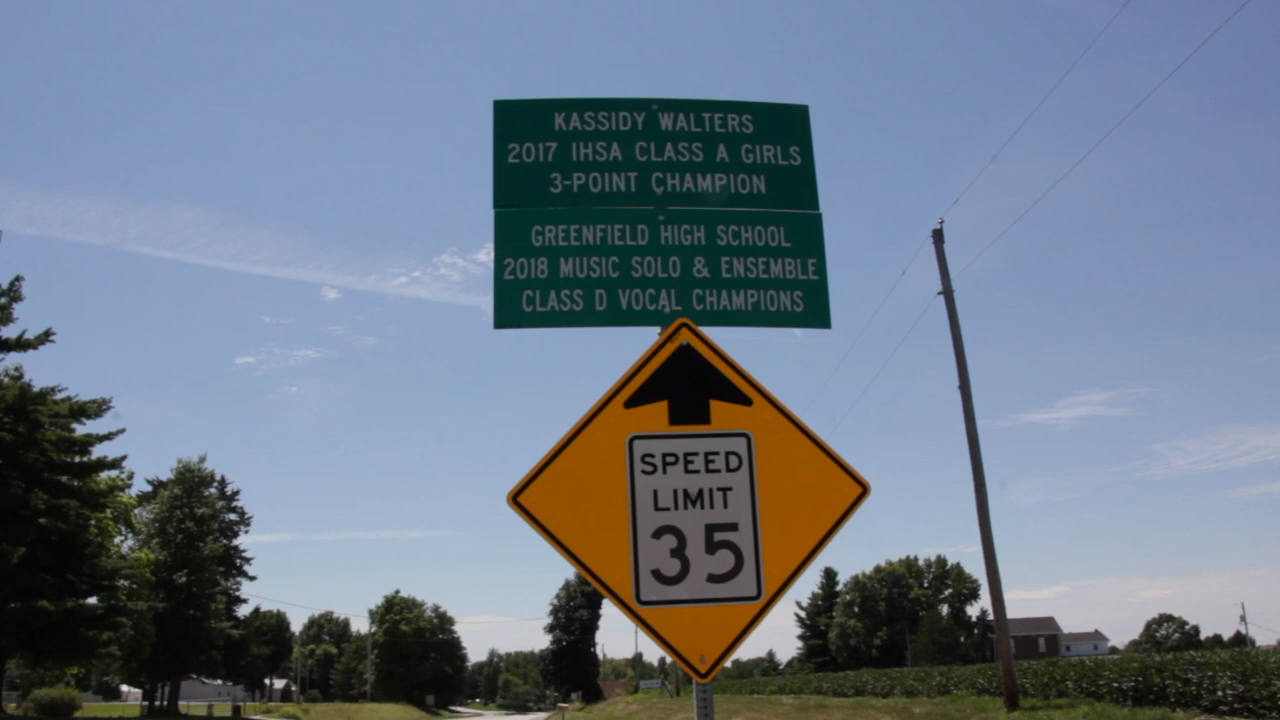 KASSIDY WALTERS
2017 IHSA CLASS A GIRLS
3-POINT CHAMPION
GREENFIELD HIGH SCHOOL
2018 MUSIC SOLO & ENSEMBLE
CLASS D VOCAL CHAMPIONS
SPEED
LIMIT
35